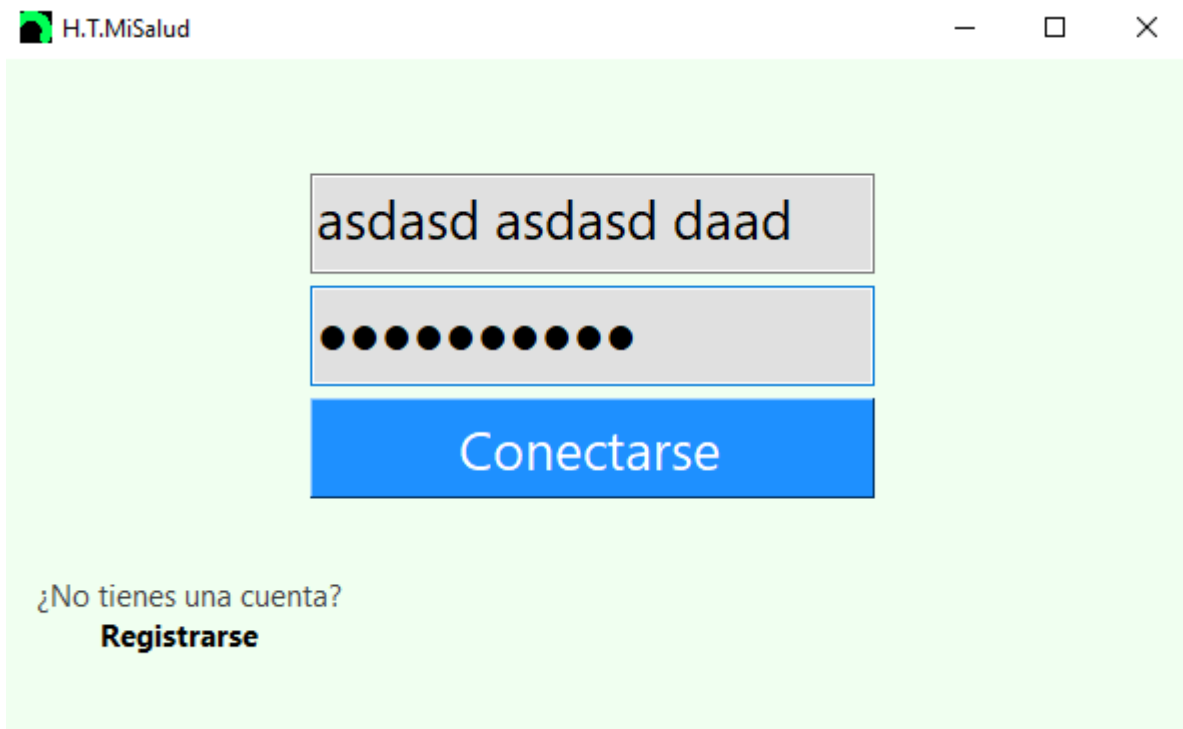 H.T.MiSalud
asdasd asdasd daad
●●●●●●●●●●
Conectarse
¿No tienes una cuenta?
Registrarse